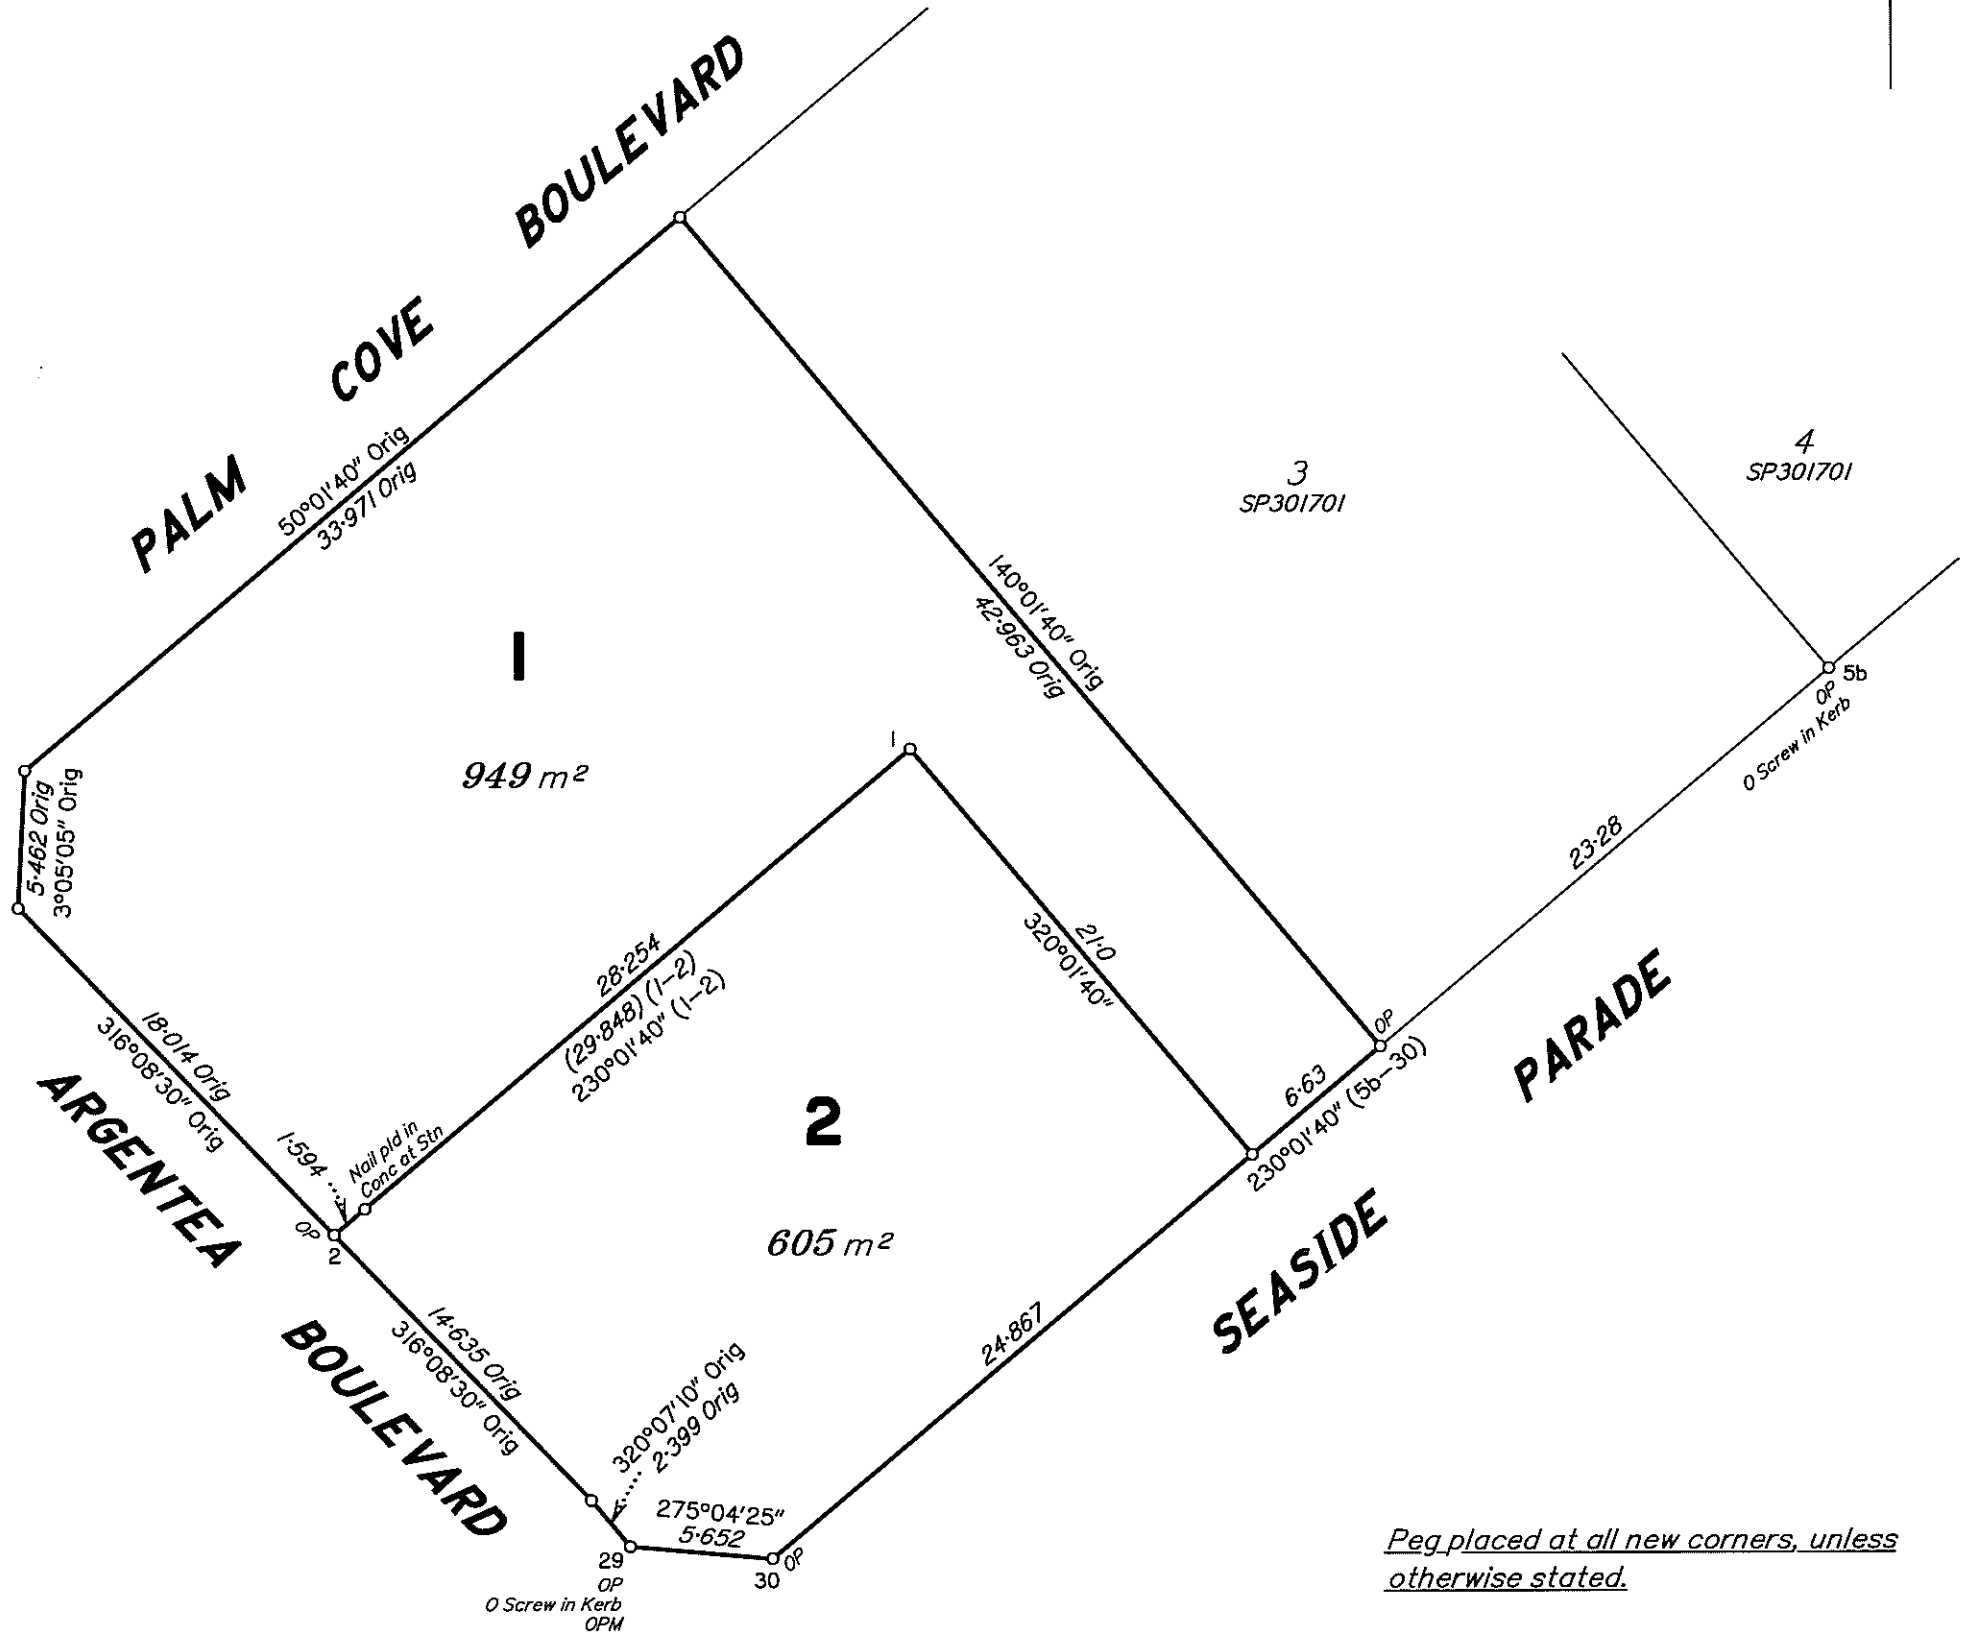 PALM COVE BOULEVARD
50°01'40" Orig
33·971 Orig
3
SP301701
4
SP301701
140°01'40" Orig
42·963 Orig
1
949 m²
5·462 Orig
3°05'05" Orig
1
5b
OP
O Screw in Kerb
23·28
28·254
(29·848) (1-2)
230°01'40" (1-2)
21·0
320°01'40"
18·014 Orig
316°08'30" Orig
1·594
Nail pld in
Conc at Stn
OP
2
OP
6·63
230°01'40" (5b-30)
SEASIDE PARADE
2
605 m²
24·867
ARGENTEA BOULEVARD
14·635 Orig
316°08'30" Orig
320°07'10" Orig
2·399 Orig
275°04'25"
5·652
29
OP
O Screw in Kerb
OPM
OP
30
Peg placed at all new corners, unless
otherwise stated.